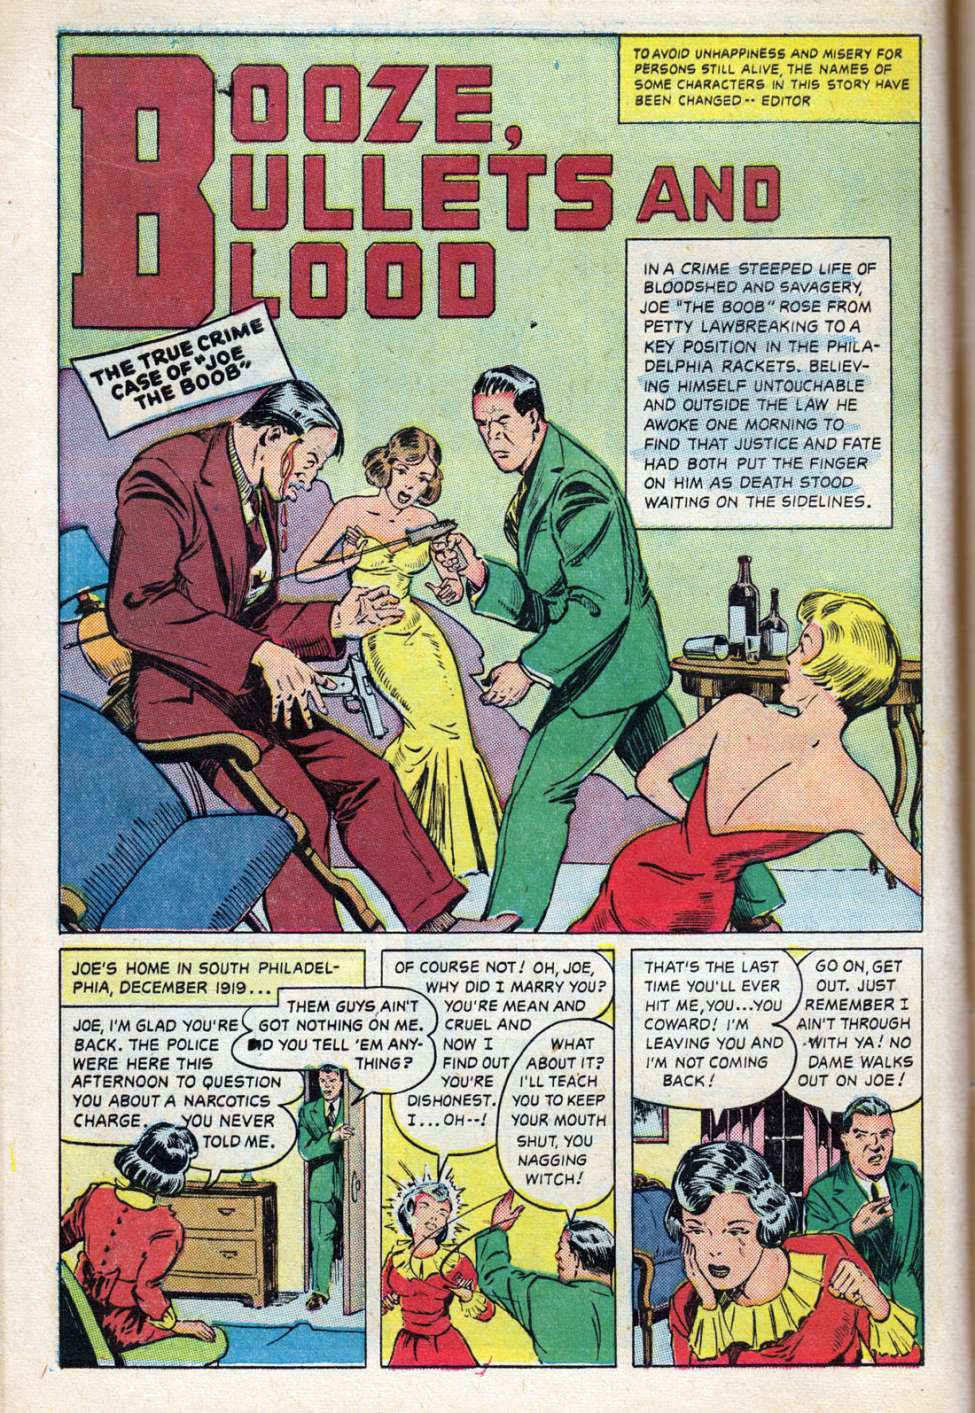 BOOZE,
BULLETS AND
BLOOD
TO AVOID UNHAPPINESS AND MISERY FOR
PERSONS STILL ALIVE, THE NAMES OF
SOME CHARACTERS IN THIS STORY HAVE
BEEN CHANGED-- EDITOR
THE TRUE CRIME
CASE OF "JOE
THE BOOB"
IN A CRIME STEEPED LIFE OF
BLOODSHED AND SAVAGERY,
JOE "THE BOOB" ROSE FROM
PETTY LAWBREAKING TO A
KEY POSITION IN THE PHILA-
DELPHIA RACKETS. BELIEV-
ING HIMSELF UNTOUCHABLE
AND OUTSIDE THE LAW HE
AWOKE ONE MORNING TO
FIND THAT JUSTICE AND FATE
HAD BOTH PUT THE FINGER
ON HIM AS DEATH STOOD
WAITING ON THE SIDELINES.
JOE'S HOME IN SOUTH PHILADEL-
PHIA, DECEMBER 1919...
JOE, I'M GLAD YOU'RE
BACK. THE POLICE
WERE HERE THIS
AFTERNOON TO QUESTION
YOU ABOUT A NARCOTICS
CHARGE. YOU NEVER
TOLD ME.
THEM GUYS AIN'T
GOT NOTHING ON ME.
DID YOU TELL 'EM ANY-
THING?
OF COURSE NOT! OH, JOE,
WHY DID I MARRY YOU?
YOU'RE MEAN AND
CRUEL AND
NOW I
FIND OUT
YOU'RE
DISHONEST.
I...OH--!
WHAT
ABOUT IT?
I'LL TEACH
YOU TO KEEP
YOUR MOUTH
SHUT, YOU
NAGGING
WITCH!
THAT'S THE LAST
TIME YOU'LL EVER
HIT ME, YOU...YOU
COWARD! I'M
LEAVING YOU AND
I'M NOT COMING
BACK!
GO ON, GET
OUT. JUST
REMEMBER I
AIN'T THROUGH
WITH YA! NO
DAME WALKS
OUT ON JOE!